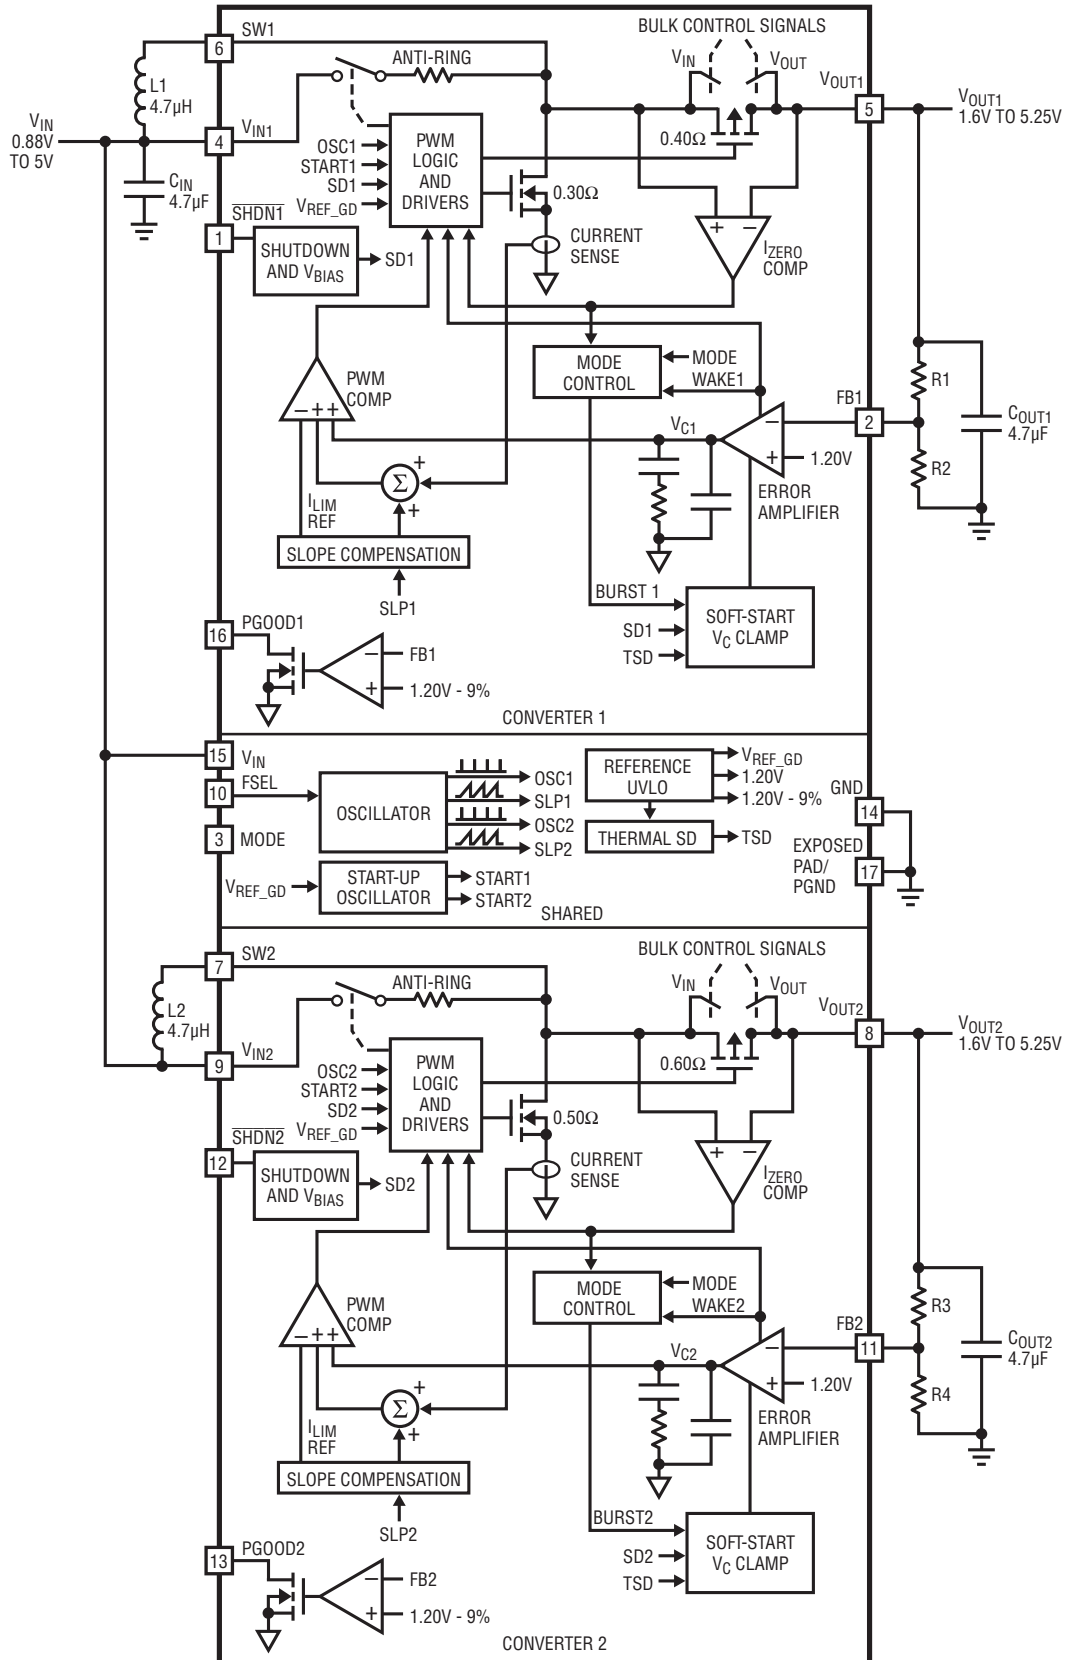 SW1
6
L1
4.7µH
ANTI-RING
BULK CONTROL SIGNALS
VIN
VOUT
VOUT1
5
VOUT1
1.6V TO 5.25V
VIN
0.88V
TO 5V
4
VIN1
CIN
4.7µF
OSC1
START1
SD1
VREF_GD
PWM
LOGIC
AND
DRIVERS
0.40Ω
0.30Ω
CURRENT
SENSE
+
–
IZERO
COMP
SHDN1
1
SHUTDOWN
AND VBIAS
SD1
MODE
CONTROL
MODE
WAKE1
PWM
COMP
– + +
VC1
–
+
1.20V
ERROR
AMPLIFIER
FB1
2
R1
R2
COUT1
4.7µF
Σ
+
+
ILIM
REF
SLOPE COMPENSATION
SLP1
BURST 1
SD1
TSD
SOFT-START
VC CLAMP
PGOOD1
16
–
FB1
+
1.20V - 9%
CONVERTER 1
15
VIN
10
FSEL
3
MODE
OSCILLATOR
OSC1
SLP1
OSC2
SLP2
REFERENCE
UVLO
VREF_GD
1.20V
1.20V - 9%
THERMAL SD
TSD
GND
14
EXPOSED
PAD/
PGND
17
VREF_GD
START-UP
OSCILLATOR
START1
START2
SHARED
SW2
7
L2
4.7µH
ANTI-RING
BULK CONTROL SIGNALS
VIN
VOUT
VOUT2
8
VOUT2
1.6V TO 5.25V
9
VIN2
OSC2
START2
SD2
VREF_GD
PWM
LOGIC
AND
DRIVERS
0.60Ω
0.50Ω
CURRENT
SENSE
+
–
IZERO
COMP
SHDN2
12
SHUTDOWN
AND VBIAS
SD2
MODE
CONTROL
MODE
WAKE2
PWM
COMP
– + +
VC2
–
+
1.20V
ERROR
AMPLIFIER
FB2
11
R3
R4
COUT2
4.7µF
Σ
+
+
ILIM
REF
SLOPE COMPENSATION
SLP2
BURST2
SD2
TSD
SOFT-START
VC CLAMP
PGOOD2
13
–
FB2
+
1.20V - 9%
CONVERTER 2